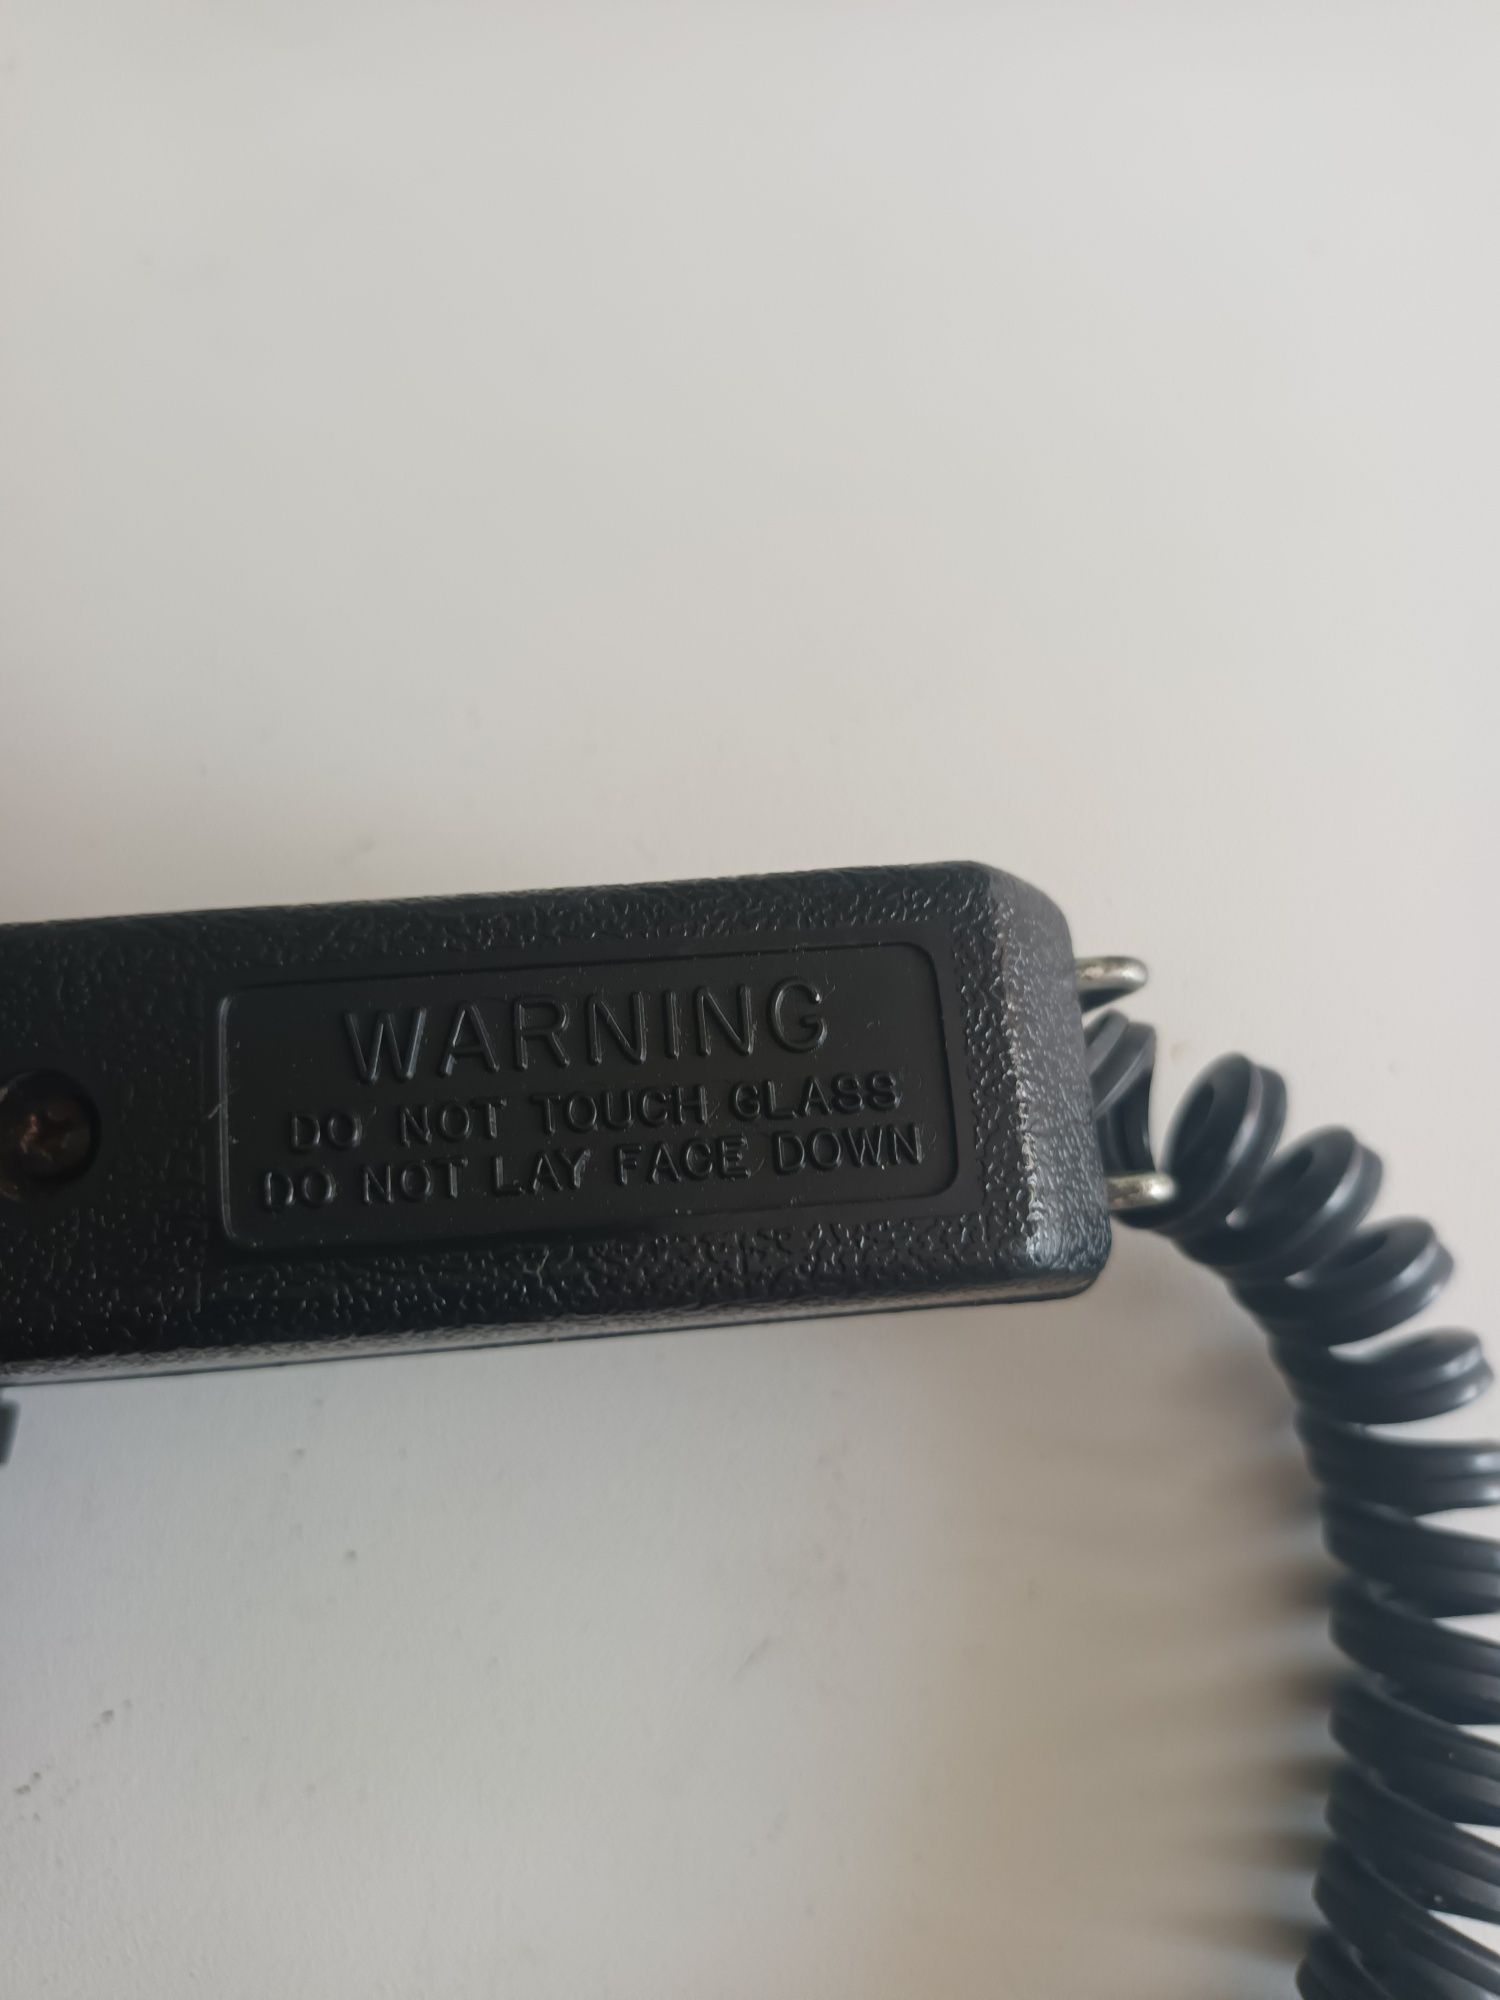 WARNING
DO NOT TOUCH GLASS
DO NOT LAY FACE DOWN